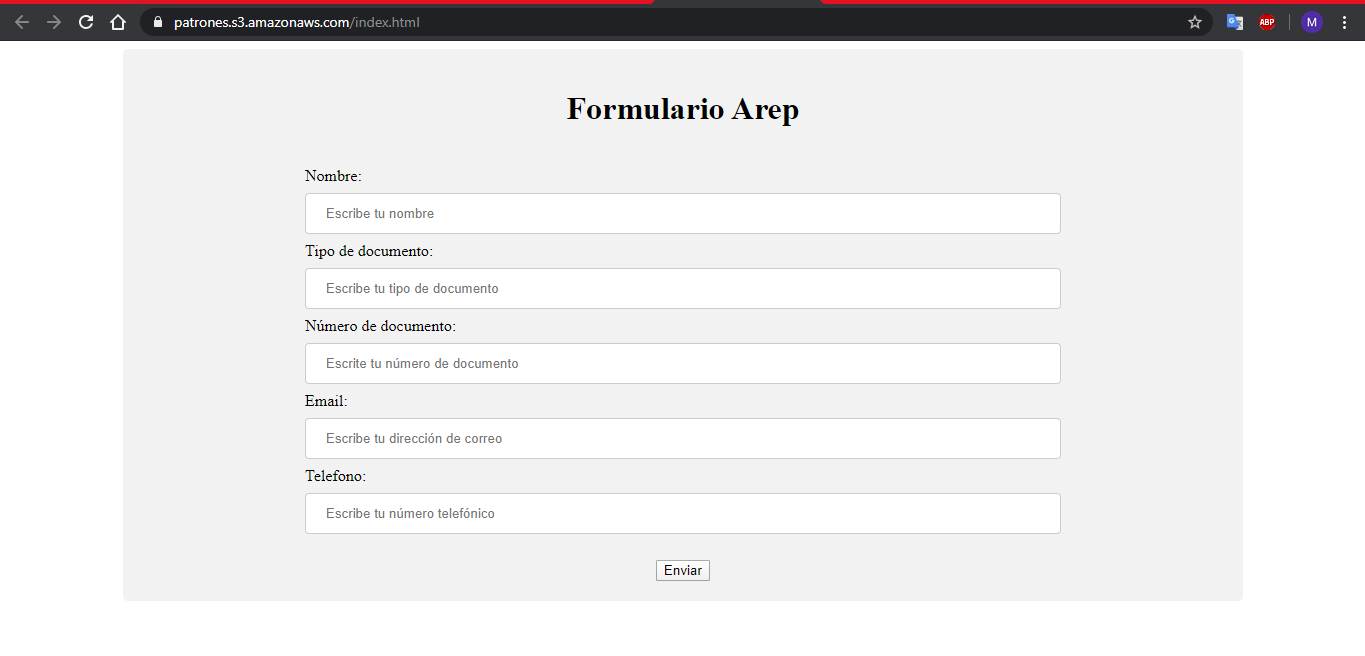 patrones.s3.amazonaws.com/index.html
ABP
M
Formulario Arep
Nombre:
Escribe tu nombre
Tipo de documento:
Escribe tu tipo de documento
Número de documento:
Escrite tu número de documento
Email:
Escribe tu dirección de correo
Telefono:
Escribe tu número telefónico
Enviar